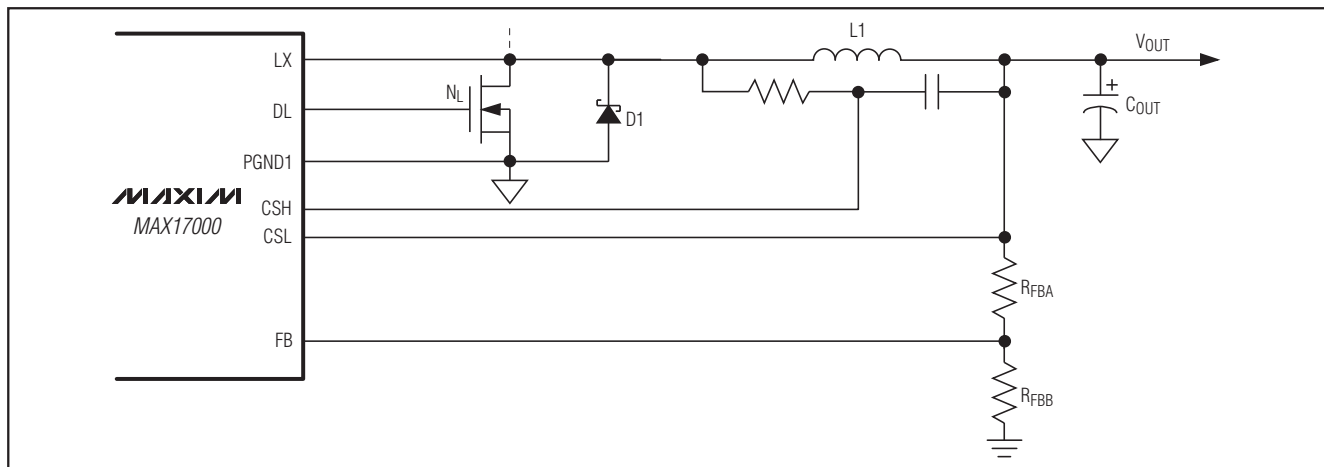 LX
DL
PGND1
CSH
CSL
FB
MAXIM
MAX17000
NL
D1
L1
VOUT
+
COUT
RFBA
RFBB